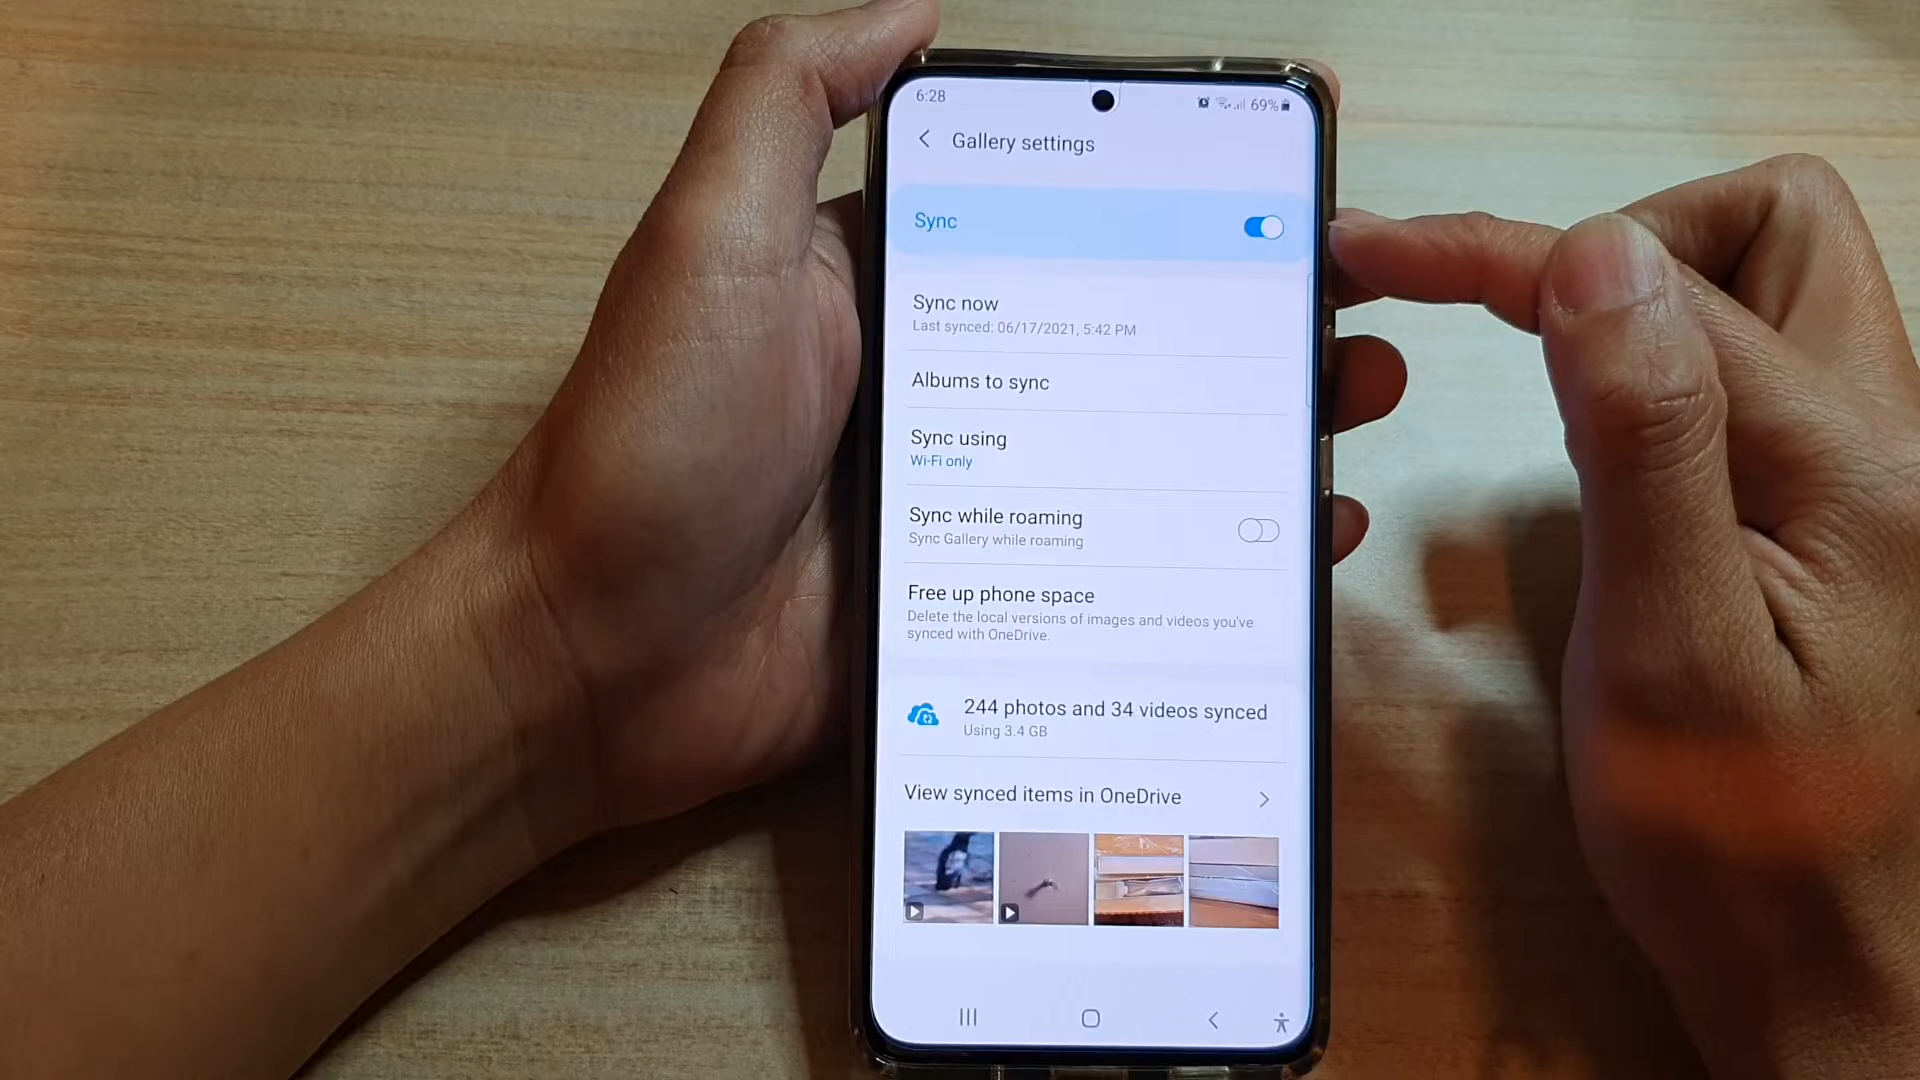 6:28
69%
Gallery settings
Sync
Sync now
Last synced: 06/17/2021, 5:42 PM
Albums to sync
Sync using
Wi-Fi only
Sync while roaming
Sync Gallery while roaming
Free up phone space
Delete the local versions of images and videos you've
synced with OneDrive.
244 photos and 34 videos synced
Using 3.4 GB
View synced items in OneDrive